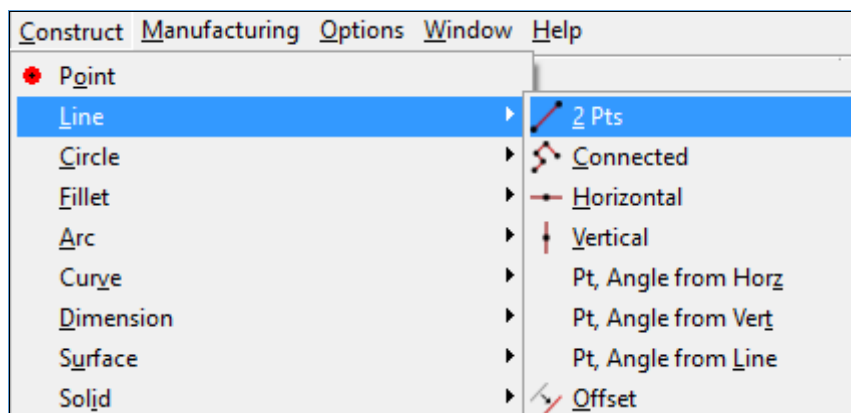 Construct Manufacturing Options Window Help
Point
Line
Circle
Fillet
Arc
Curve
Dimension
Surface
Solid
2 Pts
Connected
Horizontal
Vertical
Pt, Angle from Horz
Pt, Angle from Vert
Pt, Angle from Line
Offset